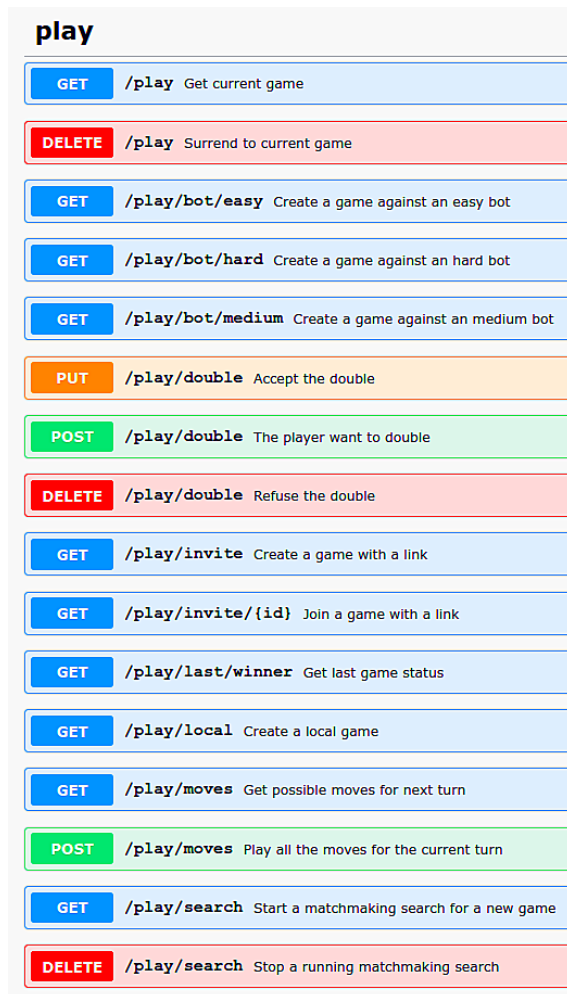 play
GET /play Get current game
DELETE /play Surrend to current game
GET /play/bot/easy Create a game against an easy bot
GET /play/bot/hard Create a game against an hard bot
GET /play/bot/medium Create a game against an medium bot
PUT /play/double Accept the double
POST /play/double The player want to double
DELETE /play/double Refuse the double
GET /play/invite Create a game with a link
GET /play/invite/{id} Join a game with a link
GET /play/last/winner Get last game status
GET /play/local Create a local game
GET /play/moves Get possible moves for next turn
POST /play/moves Play all the moves for the current turn
GET /play/search Start a matchmaking search for a new game
DELETE /play/search Stop a running matchmaking search